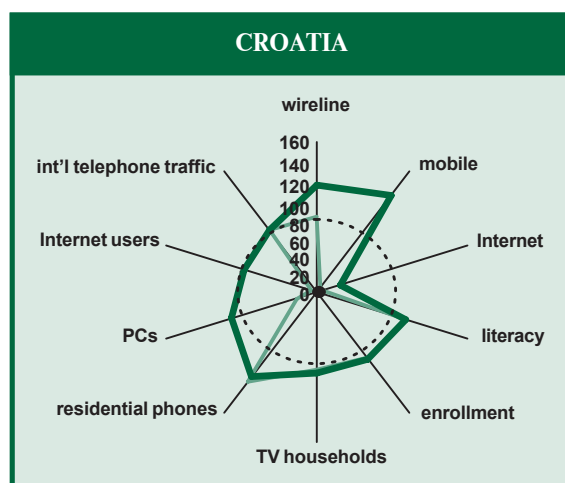 CROATIA
wireline
160
140
120
100
80
60
40
20
0
mobile
Internet
literacy
enrollment
TV households
residential phones
PCs
Internet users
int'l telephone traffic